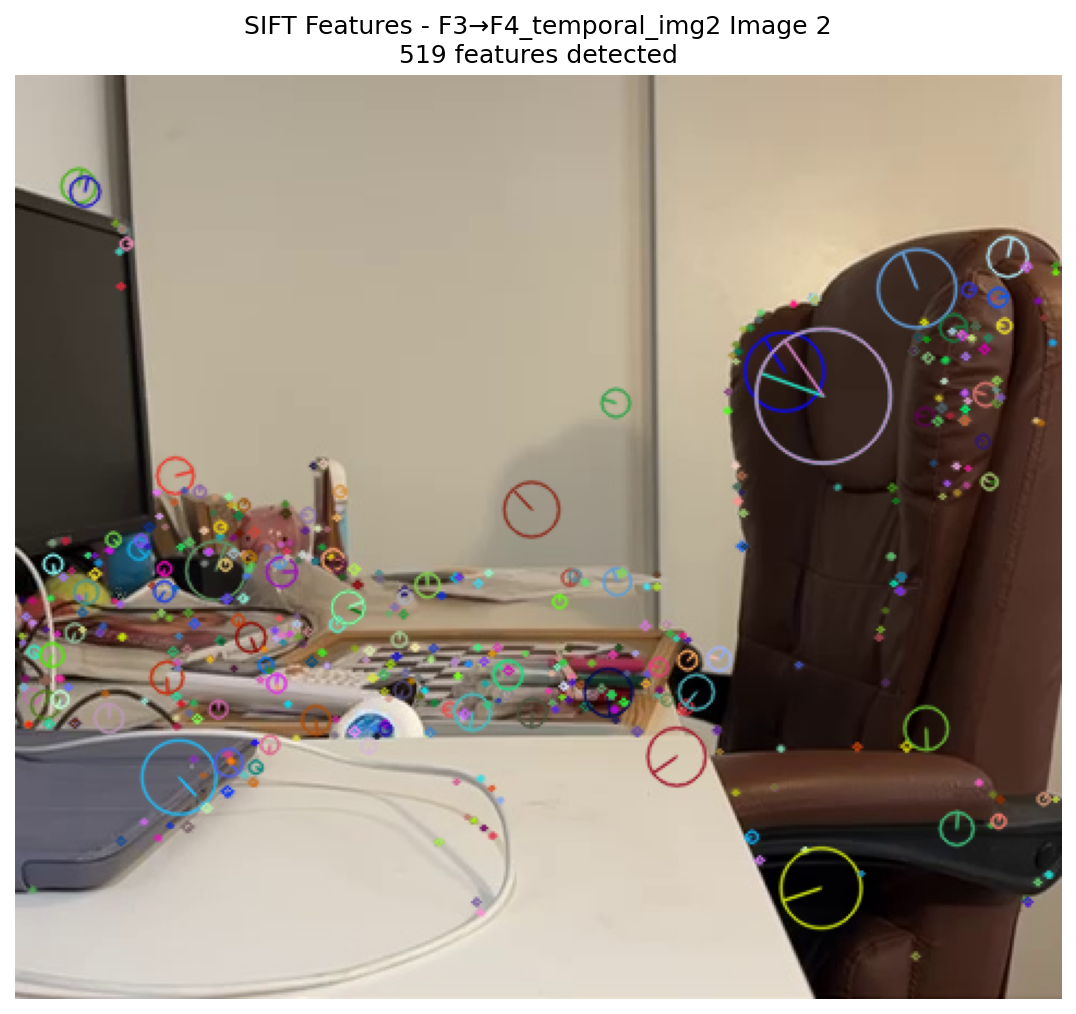 SIFT Features - F3→F4_temporal_img2 Image 2
519 features detected